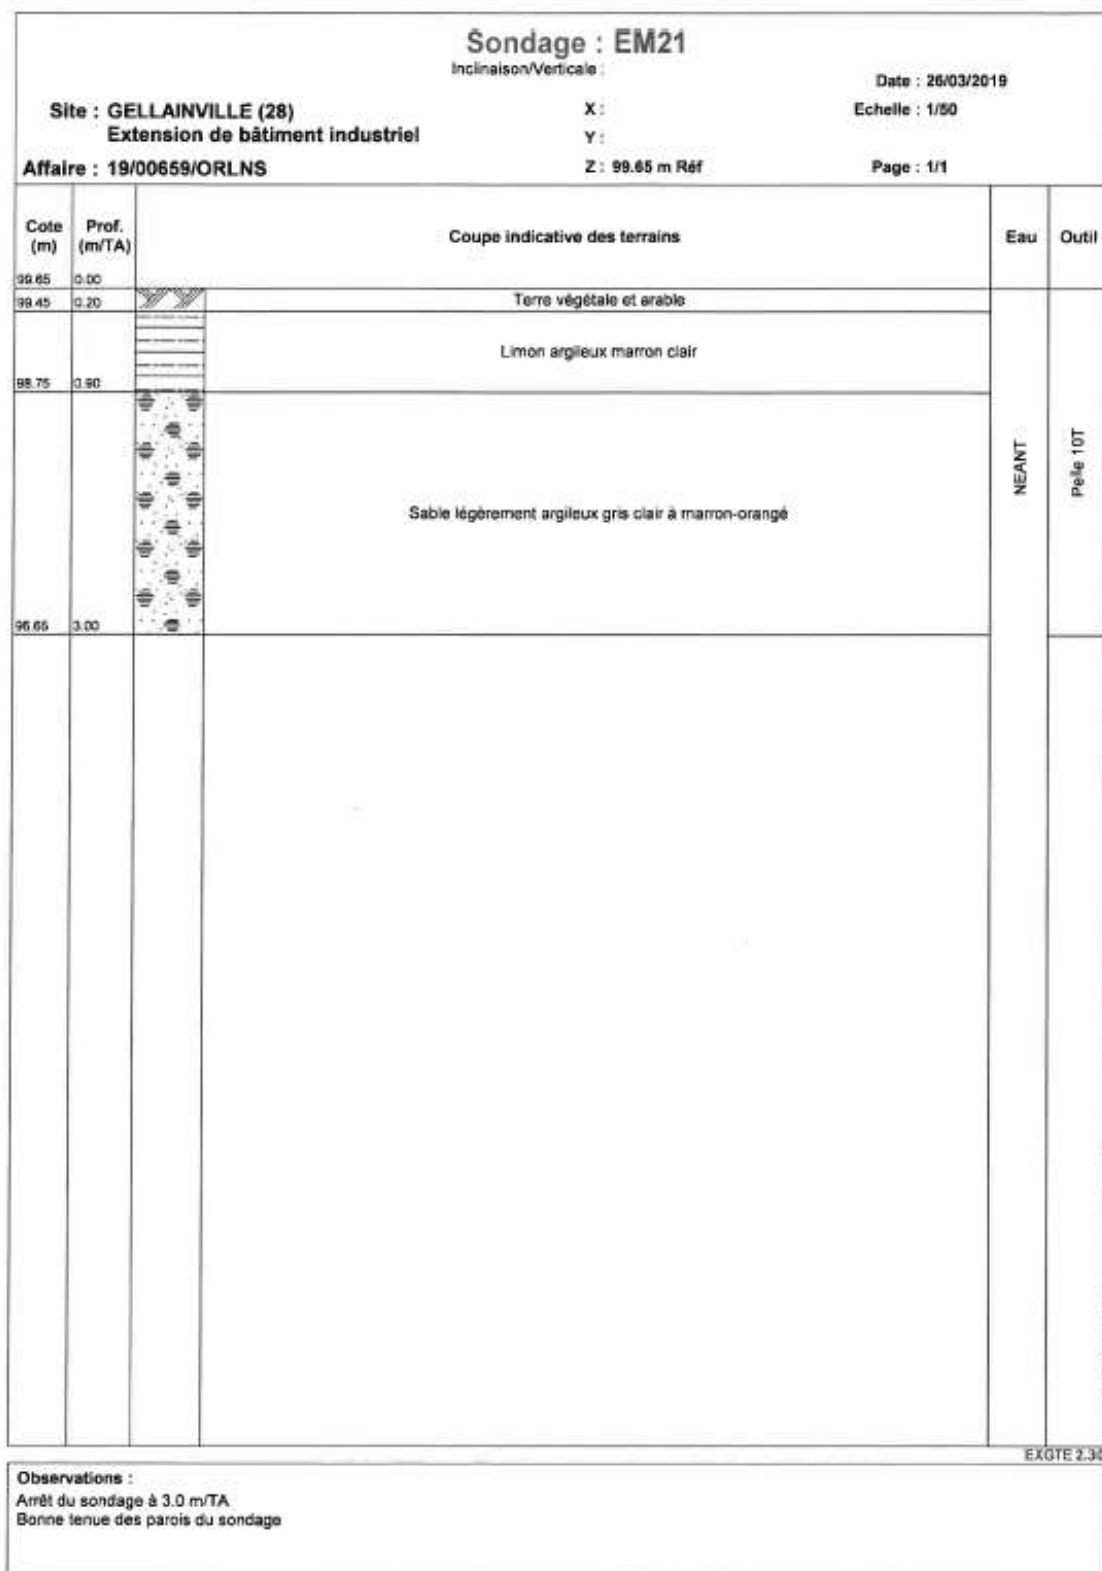 Sondage : EM21
Inclinaison/Verticale :
Date : 26/03/2019
Site : GELLAINVILLE (28)
X :
Echelle : 1/50
Extension de bâtiment industriel
Y :
Affaire : 19/00659/ORLNS
Z : 99.65 m Réf
Page : 1/1
Cote
(m)
Prof.
(m/TA)
Coupe indicative des terrains
Eau
Outil
99.65
0.00
99.45
0.20
Terre végétale et arable
Limon argileux marron clair
98.75
0.90
NEANT
Pelle 10T
Sable légèrement argileux gris clair à marron-orangé
96.65
3.00
EXGTE 2.30
Observations :
Arrêt du sondage à 3.0 m/TA
Bonne tenue des parois du sondage